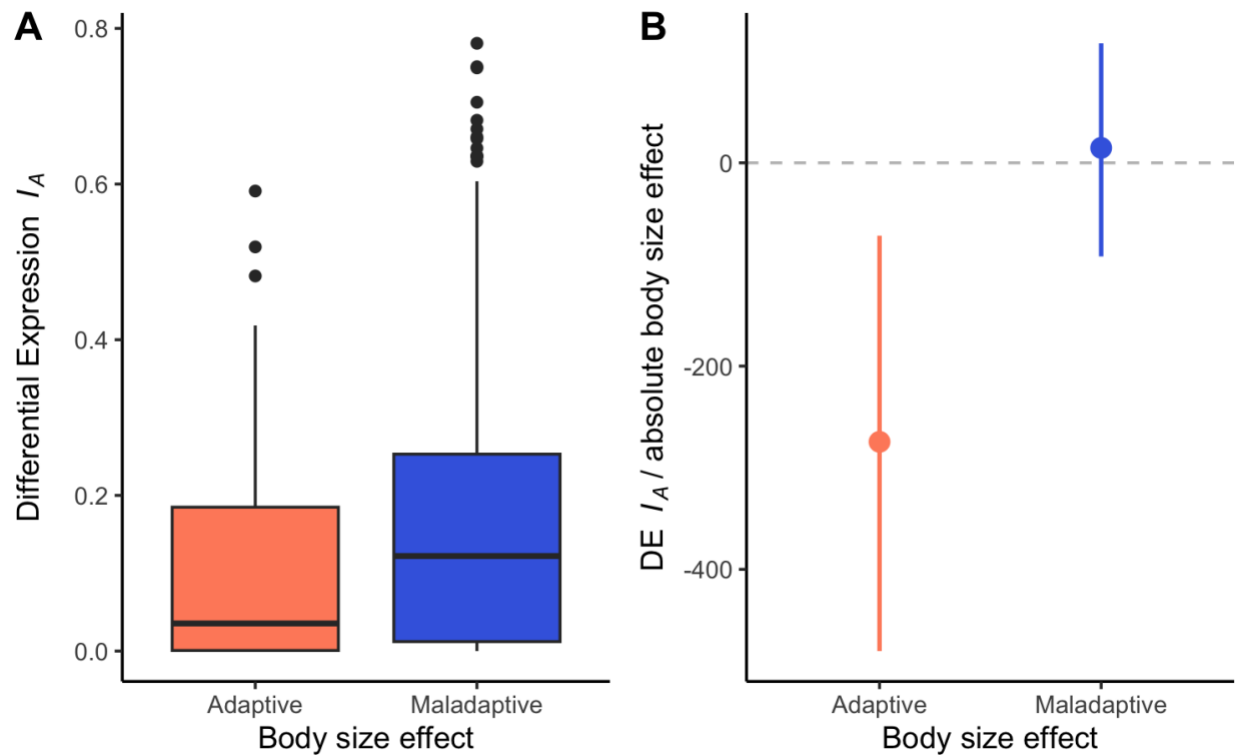 A
Differential Expression I_A
0.8
0.6
0.4
0.2
0.0
Adaptive
Maladaptive
Body size effect
B
DE I_A / absolute body size effect
0
-200
-400
Adaptive
Maladaptive
Body size effect